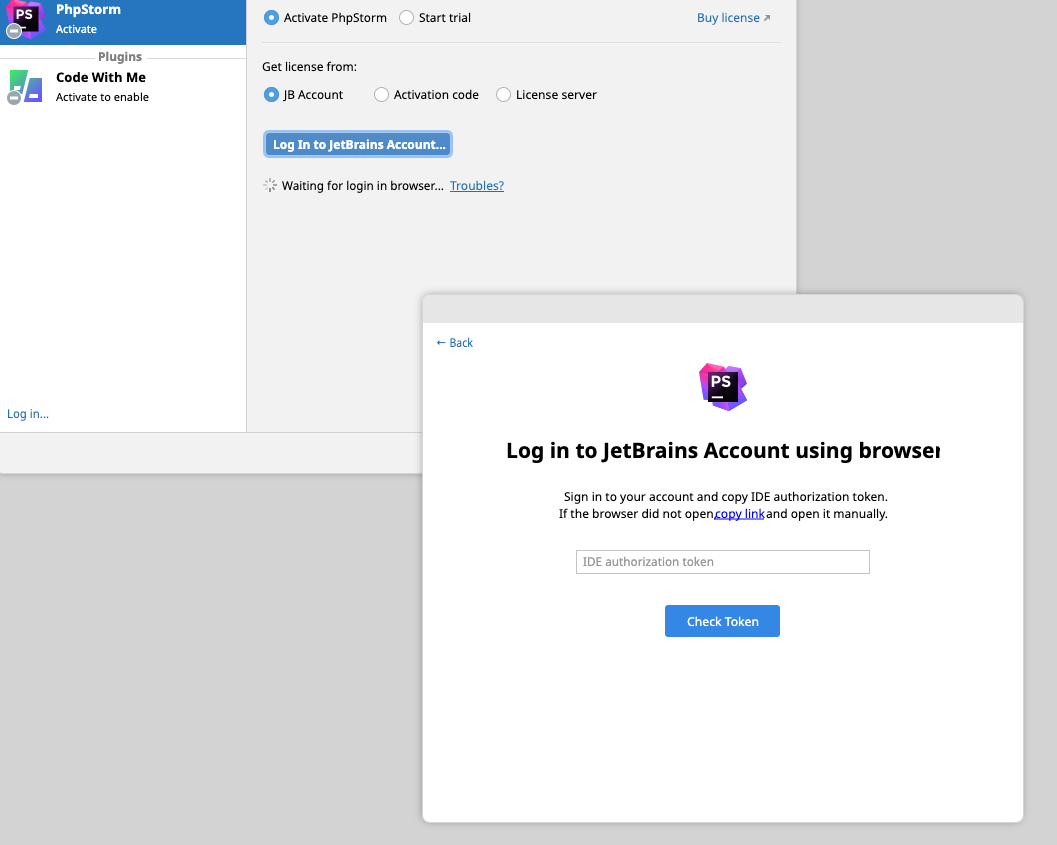 PS
PhpStorm
Activate
Plugins
Code With Me
Activate to enable
Log in...
Activate PhpStorm
Start trial
Buy license ↗
Get license from:
JB Account
Activation code
License server
Log In to JetBrains Account...
Waiting for login in browser... Troubles?
← Back
PS
Log in to JetBrains Account using browser
Sign in to your account and copy IDE authorization token.
If the browser did not open, copy link and open it manually.
IDE authorization token
Check Token